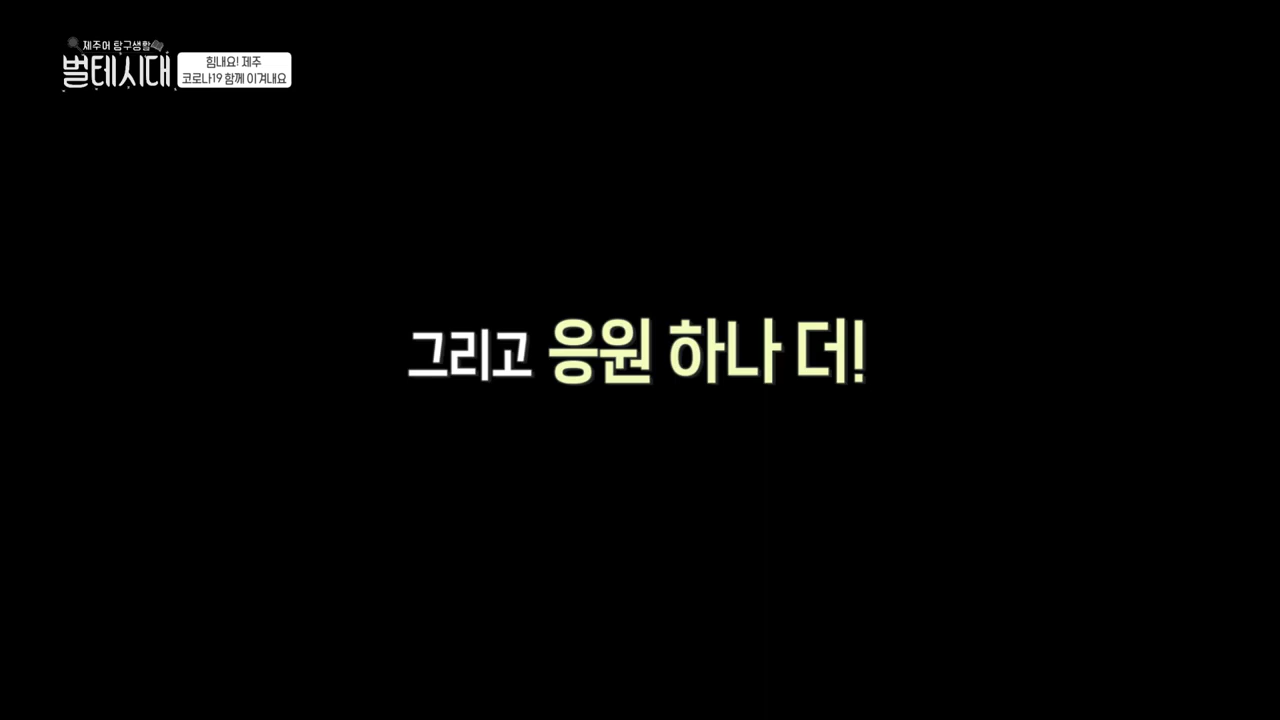 제주어 탐구생활
벌테시대
힘내요! 제주
코로나19 함께 이겨내요
그리고 응원 하나 더!